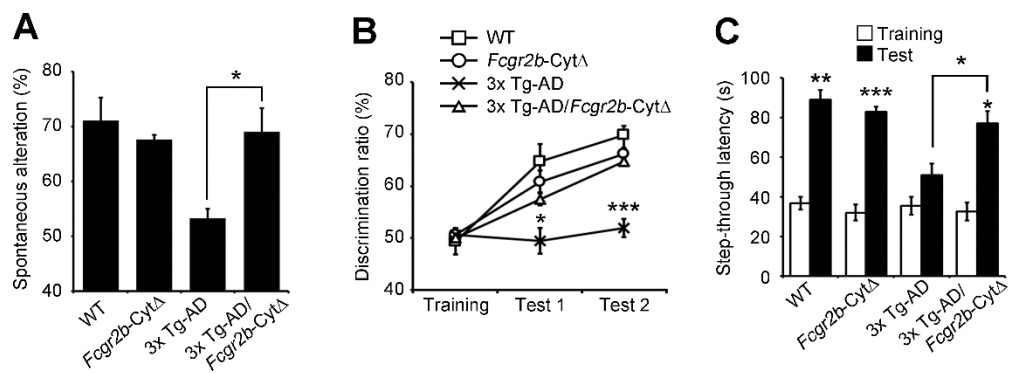 A
Spontaneous alteration (%)
80
70
60
50
40
WT
Fcgr2b-CytΔ
3x Tg-AD
3x Tg-AD/
Fcgr2b-CytΔ
*
B
WT
Fcgr2b-CytΔ
3x Tg-AD
3x Tg-AD/Fcgr2b-CytΔ
Discrimination ratio (%)
80
70
60
50
40
*
***
Training Test 1 Test 2
C
Training
Test
Step-through latency (s)
100
80
60
40
20
0
**
***
*
*
WT
Fcgr2b-CytΔ
3x Tg-AD
3x Tg-AD/
Fcgr2b-CytΔ